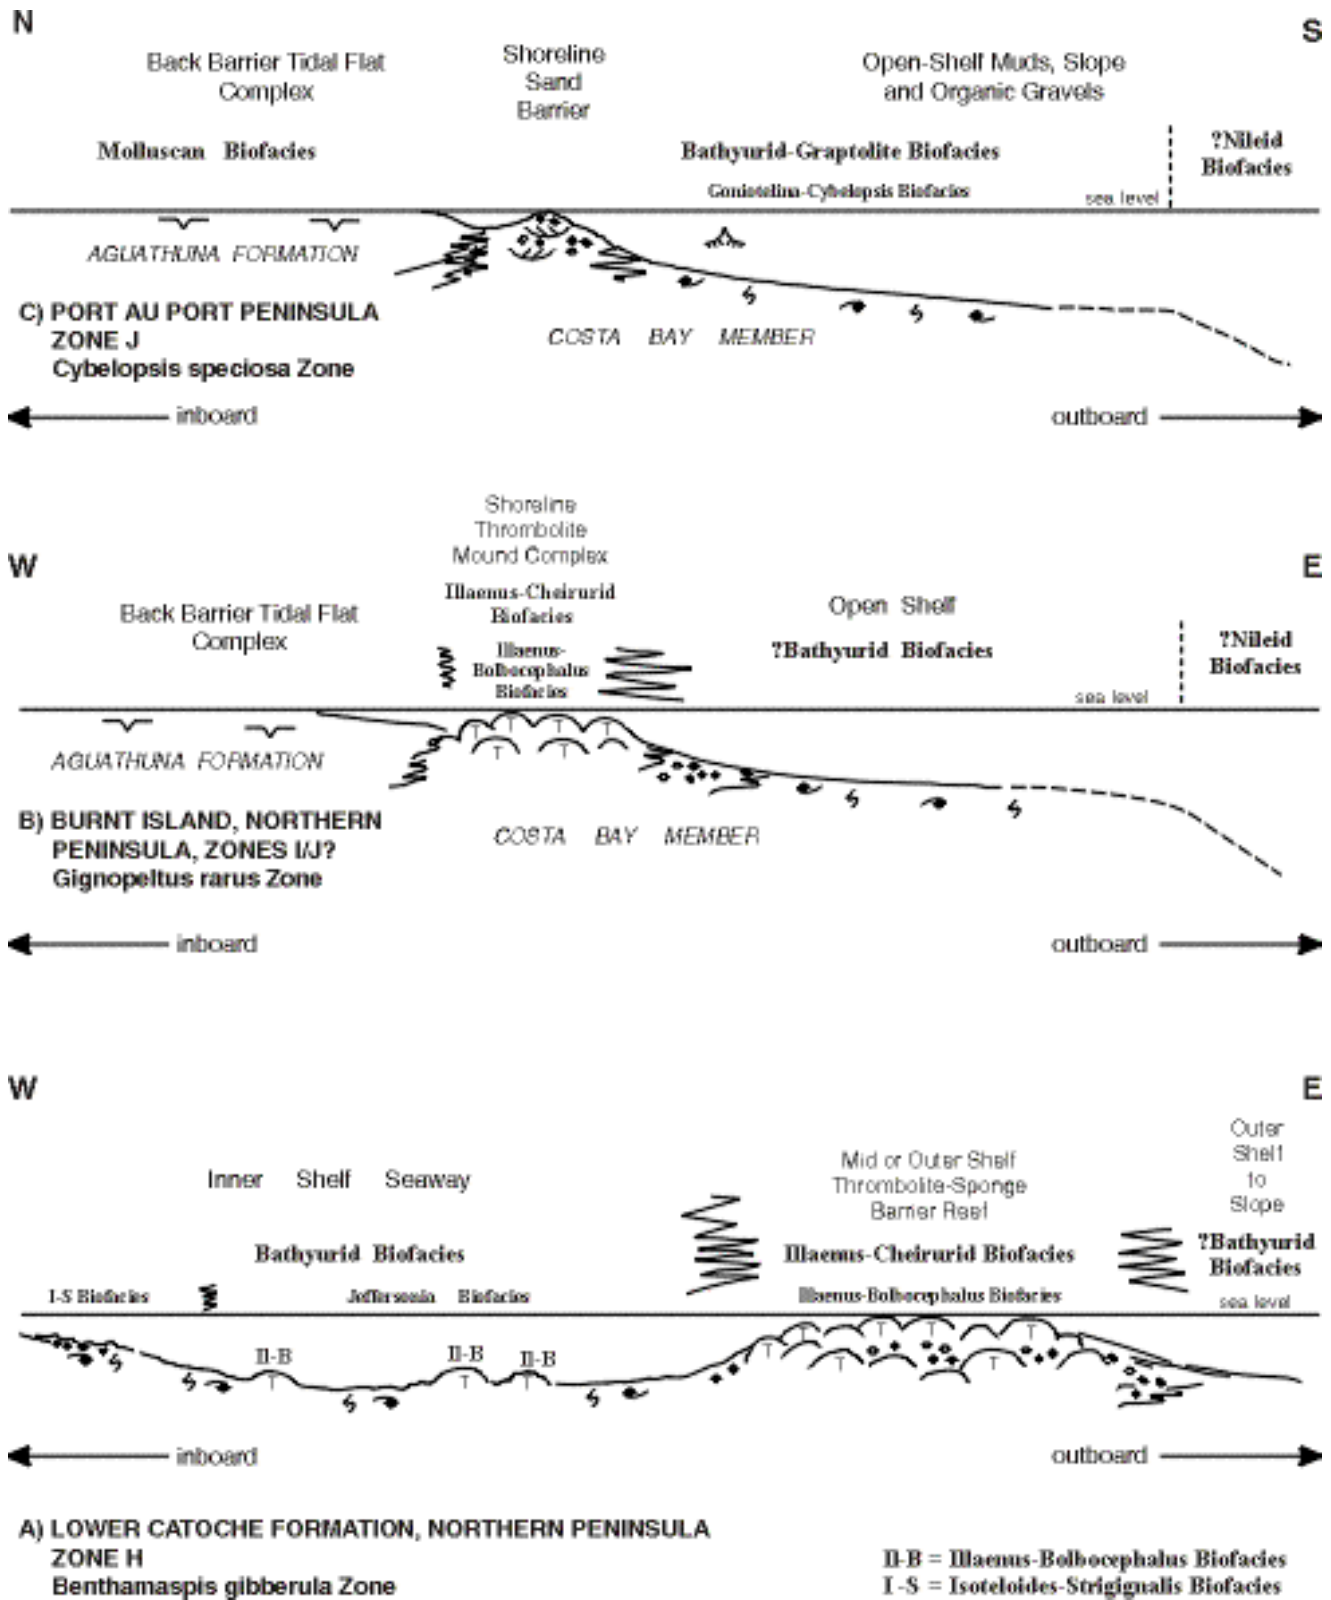 N
S
Back Barrier Tidal Flat
Complex
Shoreline
Sand
Barrier
Open-Shelf Muds, Slope
and Organic Gravels
Molluscan Biofacies
Bathyurid-Graptolite Biofacies
?Nileid
Biofacies
Goniotelina-Cybelopsis Biofacies
sea level
AGUATHUNA FORMATION
C) PORT AU PORT PENINSULA
ZONE J
Cybelopsis speciosa Zone
COSTA BAY MEMBER
inboard
outboard
W
E
Shoreline
Thrombolite
Mound Complex
Back Barrier Tidal Flat
Complex
Illaenus-Cheirurid
Biofacies
Illaenus-
Bolbocephalus
Biofacies
Open Shelf
?Bathyurid Biofacies
?Nileid
Biofacies
sea level
T T T T
T T
AGUATHUNA FORMATION
B) BURNT ISLAND, NORTHERN
PENINSULA, ZONES I/J?
Gignopeltus rarus Zone
COSTA BAY MEMBER
inboard
outboard
W
E
Inner Shelf Seaway
Mid or Outer Shelf
Thrombolite-Sponge
Barrier Reef
Outer
Shelf
to
Slope
Bathyurid Biofacies
Illaenus-Cheirurid Biofacies
?Bathyurid
Biofacies
I-S Biofacies
Jeffersonia Biofacies
Illaenus-Bolbocephalus Biofacies
sea level
Il-B
Il-B
Il-B
T T T
T T T T T T T
inboard
outboard
A) LOWER CATOCHE FORMATION, NORTHERN PENINSULA
ZONE H
Benthamaspis gibberula Zone
Il-B = Illaenus-Bolbocephalus Biofacies
I -S = Isoteloides-Strigignalis Biofacies